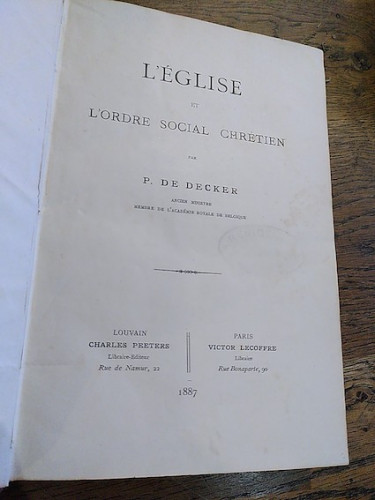 L'ÉGLISE
ET
L'ORDRE SOCIAL CHRÉTIEN
PAR
P. DE DECKER
ANCIEN MINISTRE
MEMBRE DE L'ACADÉMIE ROYALE DE BELGIQUE
LOUVAIN
CHARLES PEETERS
Libraire-Éditeur
Rue de Namur, 22
PARIS
VICTOR LECOFFRE
Libraire
Rue Bonaparte, 90
1887